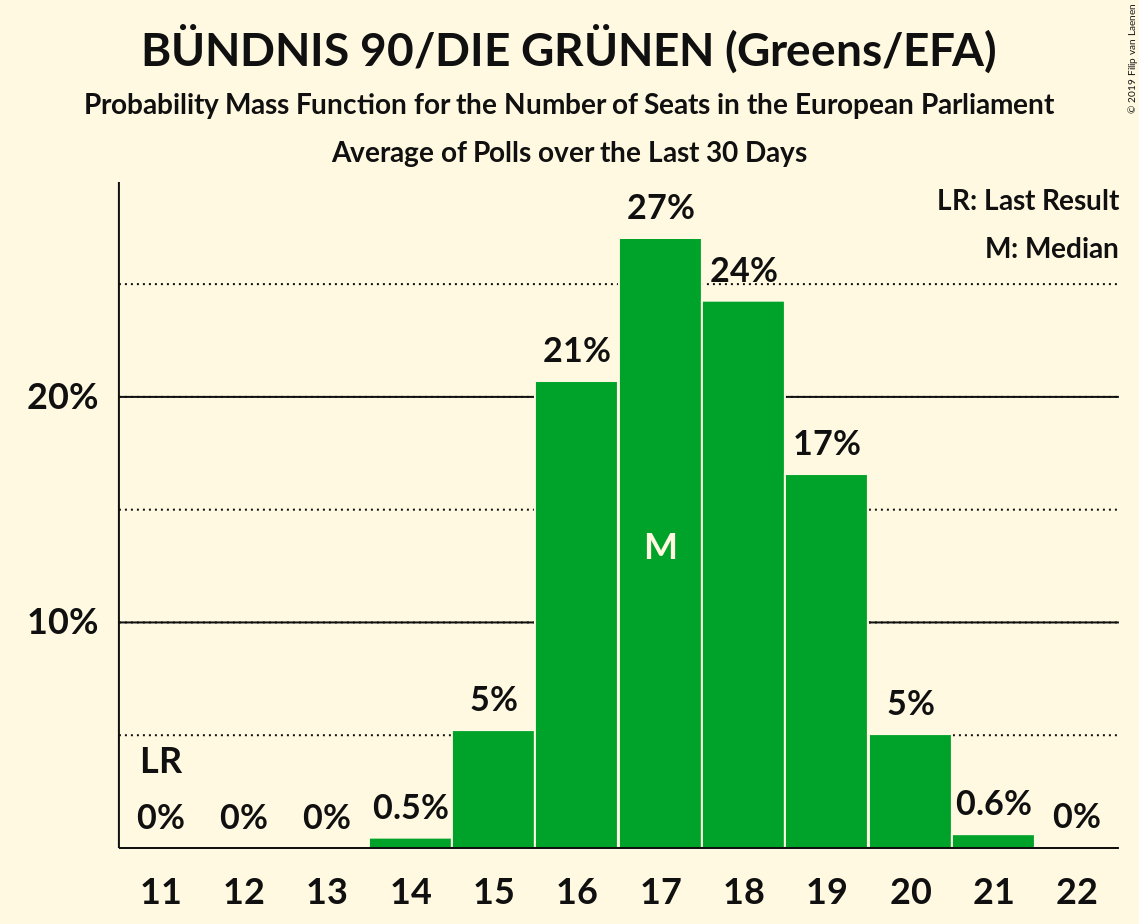 BÜNDNIS 90/DIE GRÜNEN (Greens/EFA)
Probability Mass Function for the Number of Seats in the European Parliament
Average of Polls over the Last 30 Days
© 2019 Filip van Laenen
LR: Last Result
M: Median
27%
24%
21%
20%
17%
M
10%
5%
5%
LR
0%
0%
0%
0.5%
0.6%
0%
11 12 13 14 15 16 17 18 19 20 21 22